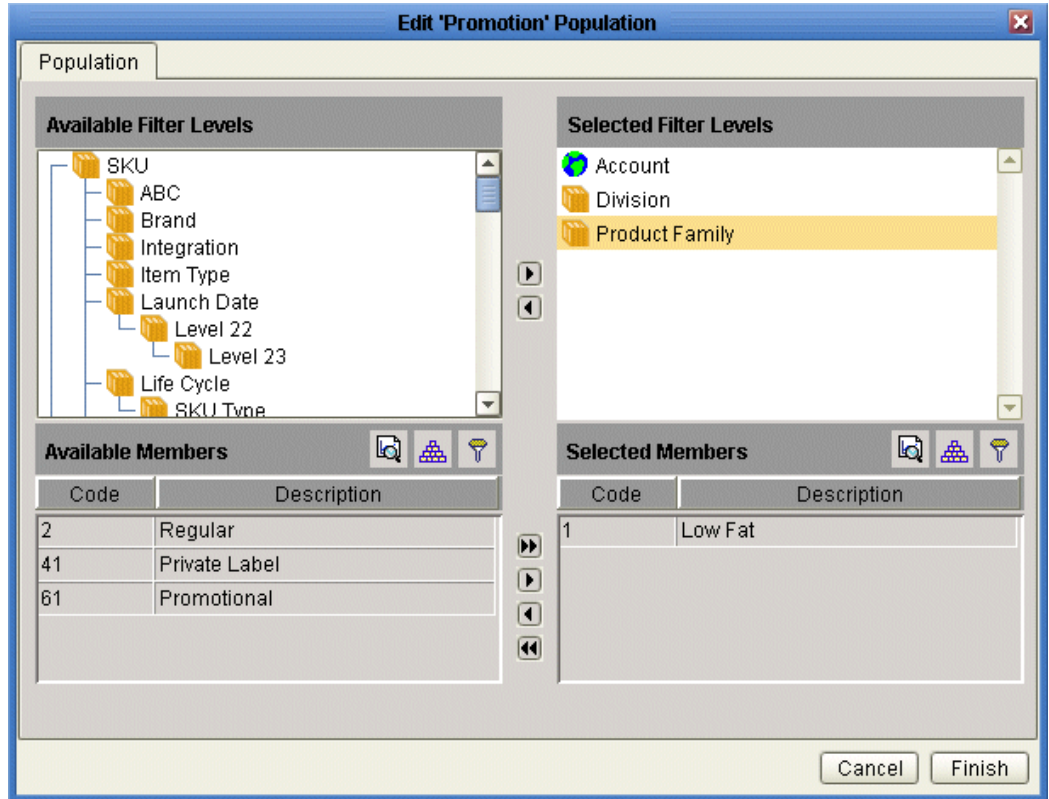 Edit 'Promotion' Population
Population
Available Filter Levels
SKU
ABC
Brand
Integration
Item Type
Launch Date
Level 22
Level 23
Life Cycle
SKU Type
Selected Filter Levels
Account
Division
Product Family
Available Members
Code Description
2 Regular
41 Private Label
61 Promotional
Selected Members
Code Description
1 Low Fat
Cancel Finish